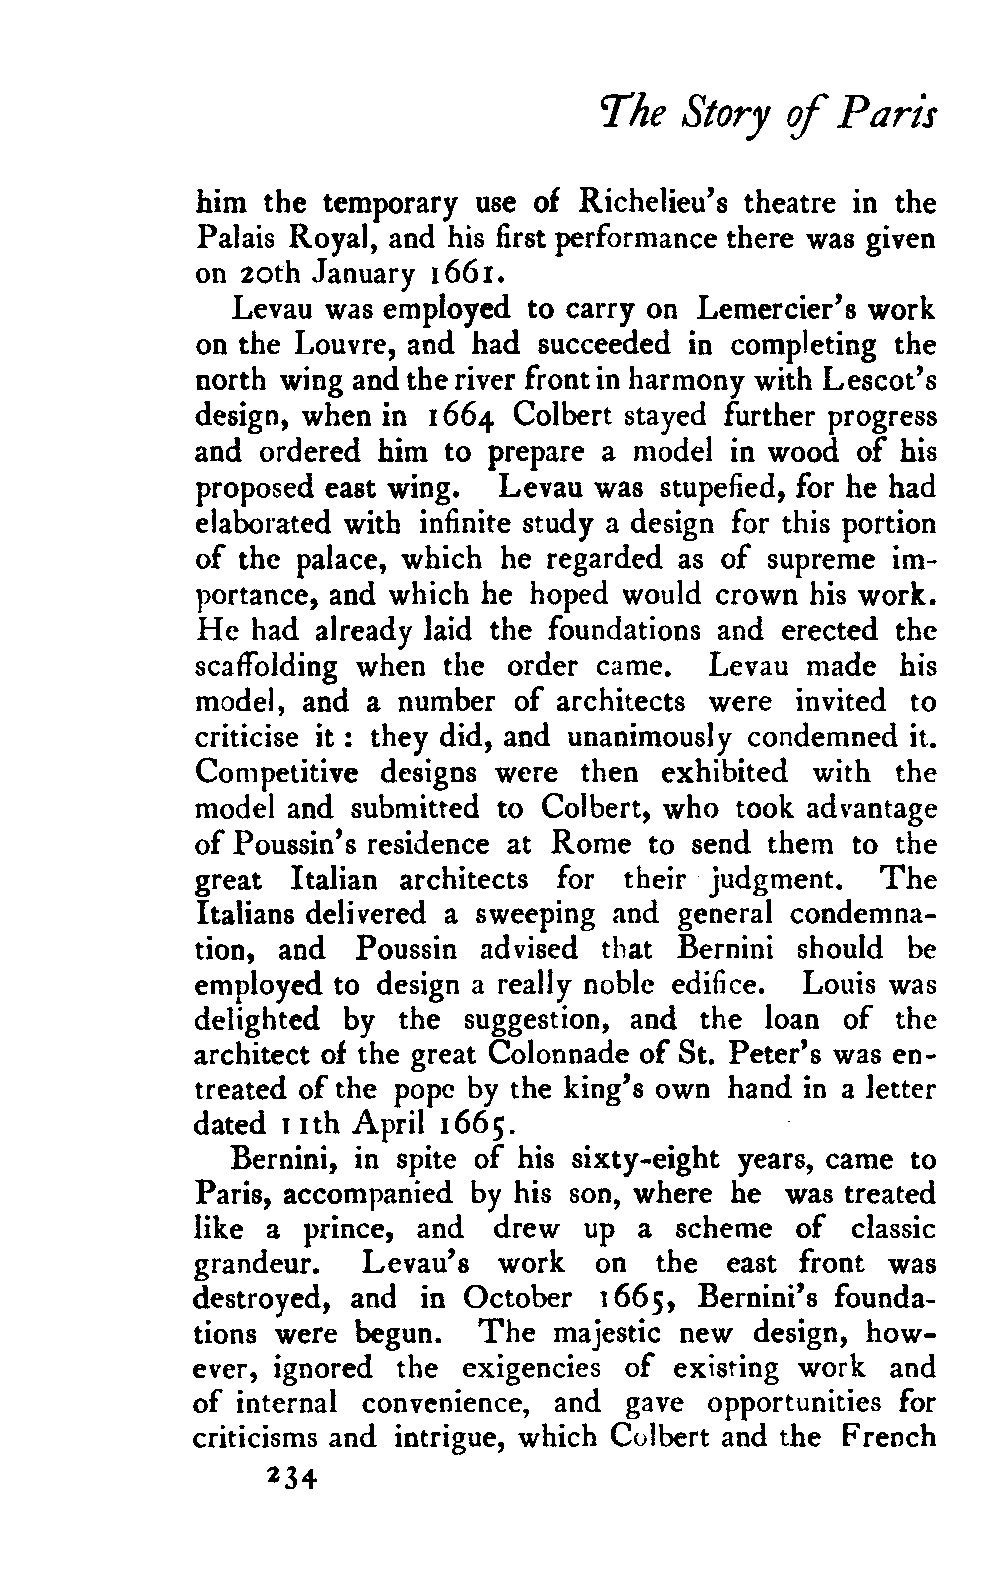 The Story of Paris
him the temporary use of Richelieu's theatre in the
Palais Royal, and his first performance there was given
on 20th January 1661.
Levau was employed to carry on Lemercier's work
on the Louvre, and had succeeded in completing the
north wing and the river front in harmony with Lescot's
design, when in 1664 Colbert stayed further progress
and ordered him to prepare a model in wood of his
proposed east wing. Levau was stupefied, for he had
elaborated with infinite study a design for this portion
of the palace, which he regarded as of supreme im-
portance, and which he hoped would crown his work.
He had already laid the foundations and erected the
scaffolding when the order came. Levau made his
model, and a number of architects were invited to
criticise it : they did, and unanimously condemned it.
Competitive designs were then exhibited with the
model and submitted to Colbert, who took advantage
of Poussin's residence at Rome to send them to the
great Italian architects for their judgment. The
Italians delivered a sweeping and general condemna-
tion, and Poussin advised that Bernini should be
employed to design a really noble edifice. Louis was
delighted by the suggestion, and the loan of the
architect of the great Colonnade of St. Peter's was en-
treated of the pope by the king's own hand in a letter
dated 11th April 1665.
Bernini, in spite of his sixty-eight years, came to
Paris, accompanied by his son, where he was treated
like a prince, and drew up a scheme of classic
grandeur. Levau's work on the east front was
destroyed, and in October 1665, Bernini's founda-
tions were begun. The majestic new design, how-
ever, ignored the exigencies of existing work and
of internal convenience, and gave opportunities for
criticisms and intrigue, which Colbert and the French
234